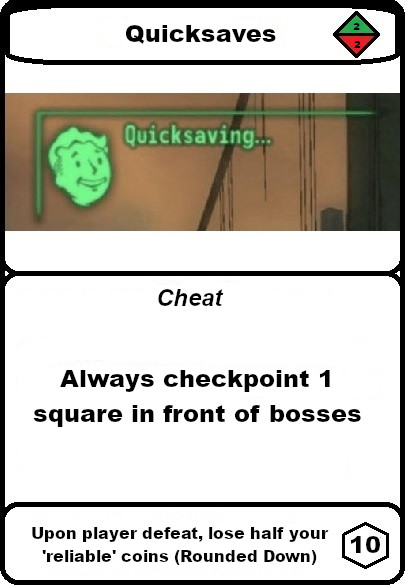 Quicksaves
2
2
Quicksaving...
Cheat
Always checkpoint 1
square in front of bosses
Upon player defeat, lose half your
'reliable' coins (Rounded Down)
10